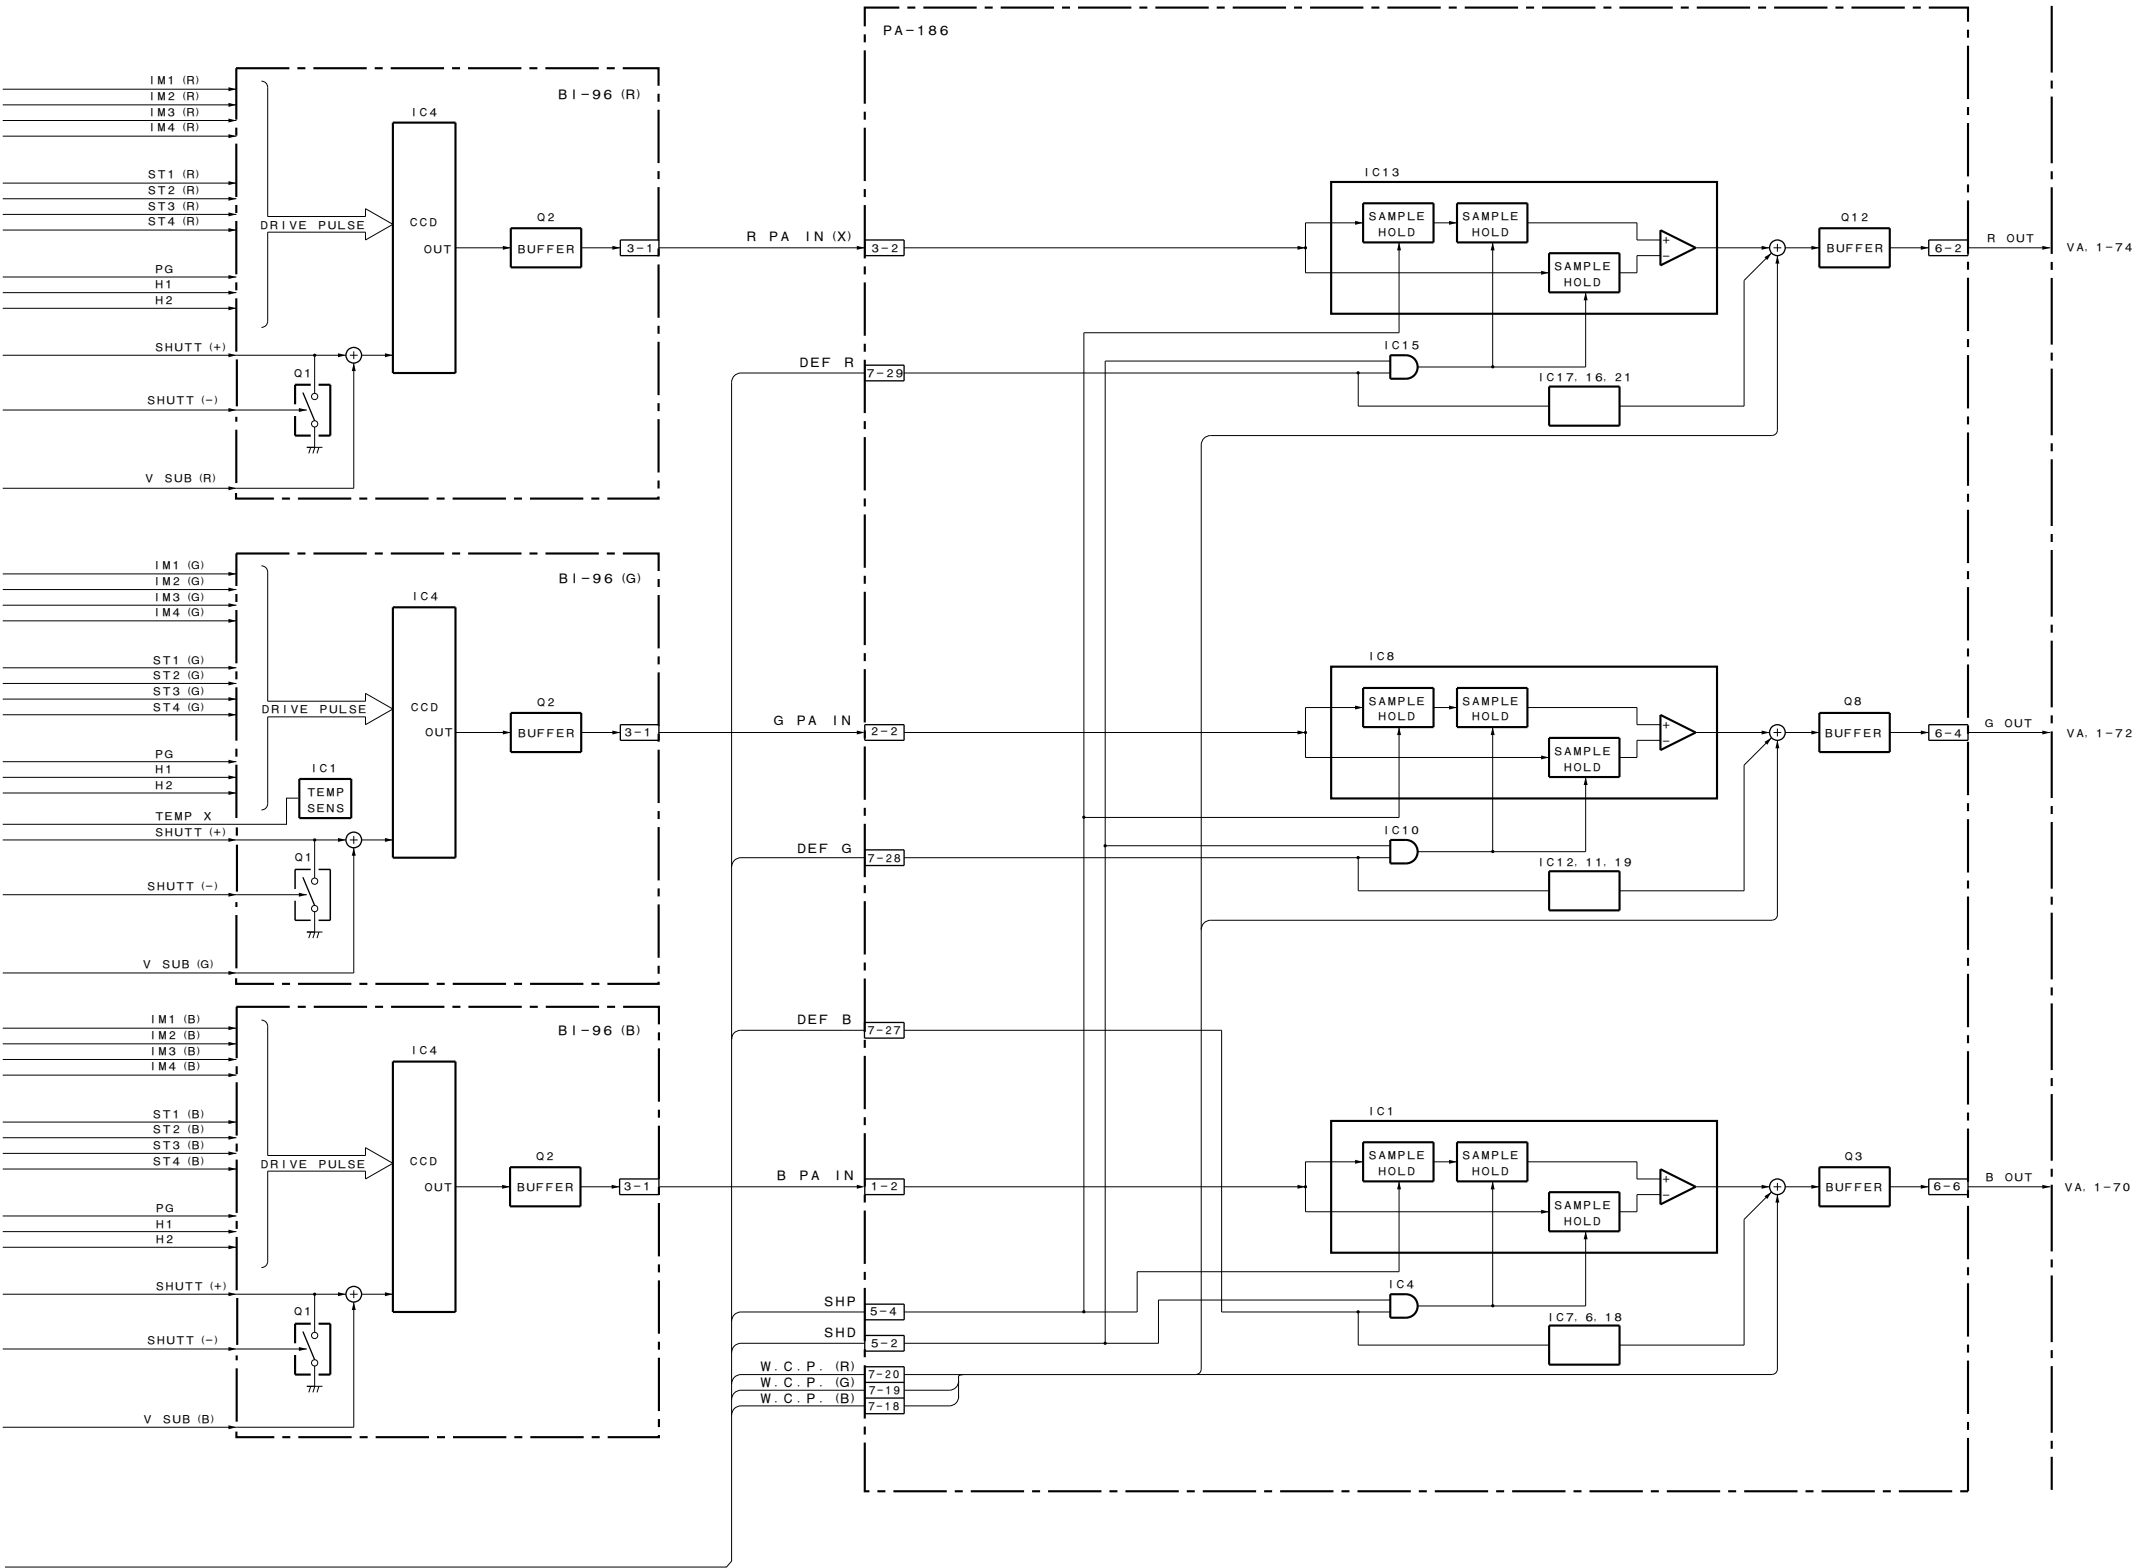 PA-186
IM1 (R)
IM2 (R)
IM3 (R)
IM4 (R)
BI-96 (R)
IC4
ST1 (R)
ST2 (R)
ST3 (R)
ST4 (R)
DRIVE PULSE
CCD
OUT
Q2
BUFFER
3-1
R PA IN (X)
3-2
IC13
SAMPLE
HOLD
SAMPLE
HOLD
SAMPLE
HOLD
+
−
+
Q12
BUFFER
6-2
R OUT
VA, 1-74
PG
H1
H2
SHUTT (+)
+
Q1
SHUTT (−)
V SUB (R)
DEF R
7-29
IC15
IC17, 16, 21
IM1 (G)
IM2 (G)
IM3 (G)
IM4 (G)
BI-96 (G)
IC4
ST1 (G)
ST2 (G)
ST3 (G)
ST4 (G)
DRIVE PULSE
CCD
OUT
Q2
BUFFER
3-1
G PA IN
2-2
IC8
SAMPLE
HOLD
SAMPLE
HOLD
SAMPLE
HOLD
+
−
+
Q8
BUFFER
6-4
G OUT
VA, 1-72
PG
H1
H2
IC1
TEMP
SENS
TEMP X
SHUTT (+)
+
Q1
SHUTT (−)
V SUB (G)
DEF G
7-28
IC10
IC12, 11, 19
IM1 (B)
IM2 (B)
IM3 (B)
IM4 (B)
BI-96 (B)
IC4
DEF B
7-27
ST1 (B)
ST2 (B)
ST3 (B)
ST4 (B)
DRIVE PULSE
CCD
OUT
Q2
BUFFER
3-1
B PA IN
1-2
IC1
SAMPLE
HOLD
SAMPLE
HOLD
SAMPLE
HOLD
+
−
+
Q3
BUFFER
6-6
B OUT
VA, 1-70
PG
H1
H2
SHUTT (+)
+
Q1
SHUTT (−)
V SUB (B)
SHP
5-4
SHD
5-2
IC4
IC7, 6, 18
W.C.P. (R)
7-20
W.C.P. (G)
7-19
W.C.P. (B)
7-18